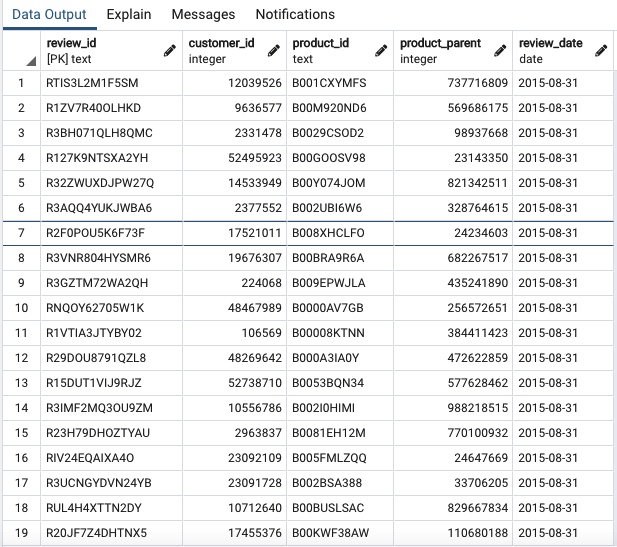 Data Output Explain Messages Notifications
review_id customer_id product_id product_parent review_date
[PK] text integer text integer date
1 RTIS3L2M1F5SM 12039526 B001CXYMFS 737716809 2015-08-31
2 R1ZV7R40OLHKD 9636577 B00M920ND6 569686175 2015-08-31
3 R3BH071QLH8QMC 2331478 B0029CSOD2 98937668 2015-08-31
4 R127K9NTSXA2YH 52495923 B00GOOSV98 23143350 2015-08-31
5 R32ZWUXDJPW27Q 14533949 B00Y074JOM 821342511 2015-08-31
6 R3AQQ4YUKJWBA6 2377552 B002UBI6W6 328764615 2015-08-31
7 R2F0POU5K6F73F 17521011 B008XHCLFO 24234603 2015-08-31
8 R3VNR804HYSMR6 19676307 B00BRA9R6A 682267517 2015-08-31
9 R3GZTM72WA2QH 224068 B009EPWJLA 435241890 2015-08-31
10 RNQOY62705W1K 48467989 B0000AV7GB 256572651 2015-08-31
11 R1VTIA3JTYBY02 106569 B00008KTNN 384411423 2015-08-31
12 R29DOU8791QZL8 48269642 B000A3IA0Y 472622859 2015-08-31
13 R15DUT1VIJ9RJZ 52738710 B0053BQN34 577628462 2015-08-31
14 R3IMF2MQ3OU9ZM 10556786 B002I0HIMI 988218515 2015-08-31
15 R23H79DHOZTYAU 2963837 B0081EH12M 770100932 2015-08-31
16 RIV24EQAIXA4O 23092109 B005FMLZQQ 24647669 2015-08-31
17 R3UCNGYDVN24YB 23091728 B002BSA388 33706205 2015-08-31
18 RUL4H4XTTN2DY 10712640 B00BUSLSAC 829667834 2015-08-31
19 R20JF7Z4DHTNX5 17455376 B00KWF38AW 110680188 2015-08-31